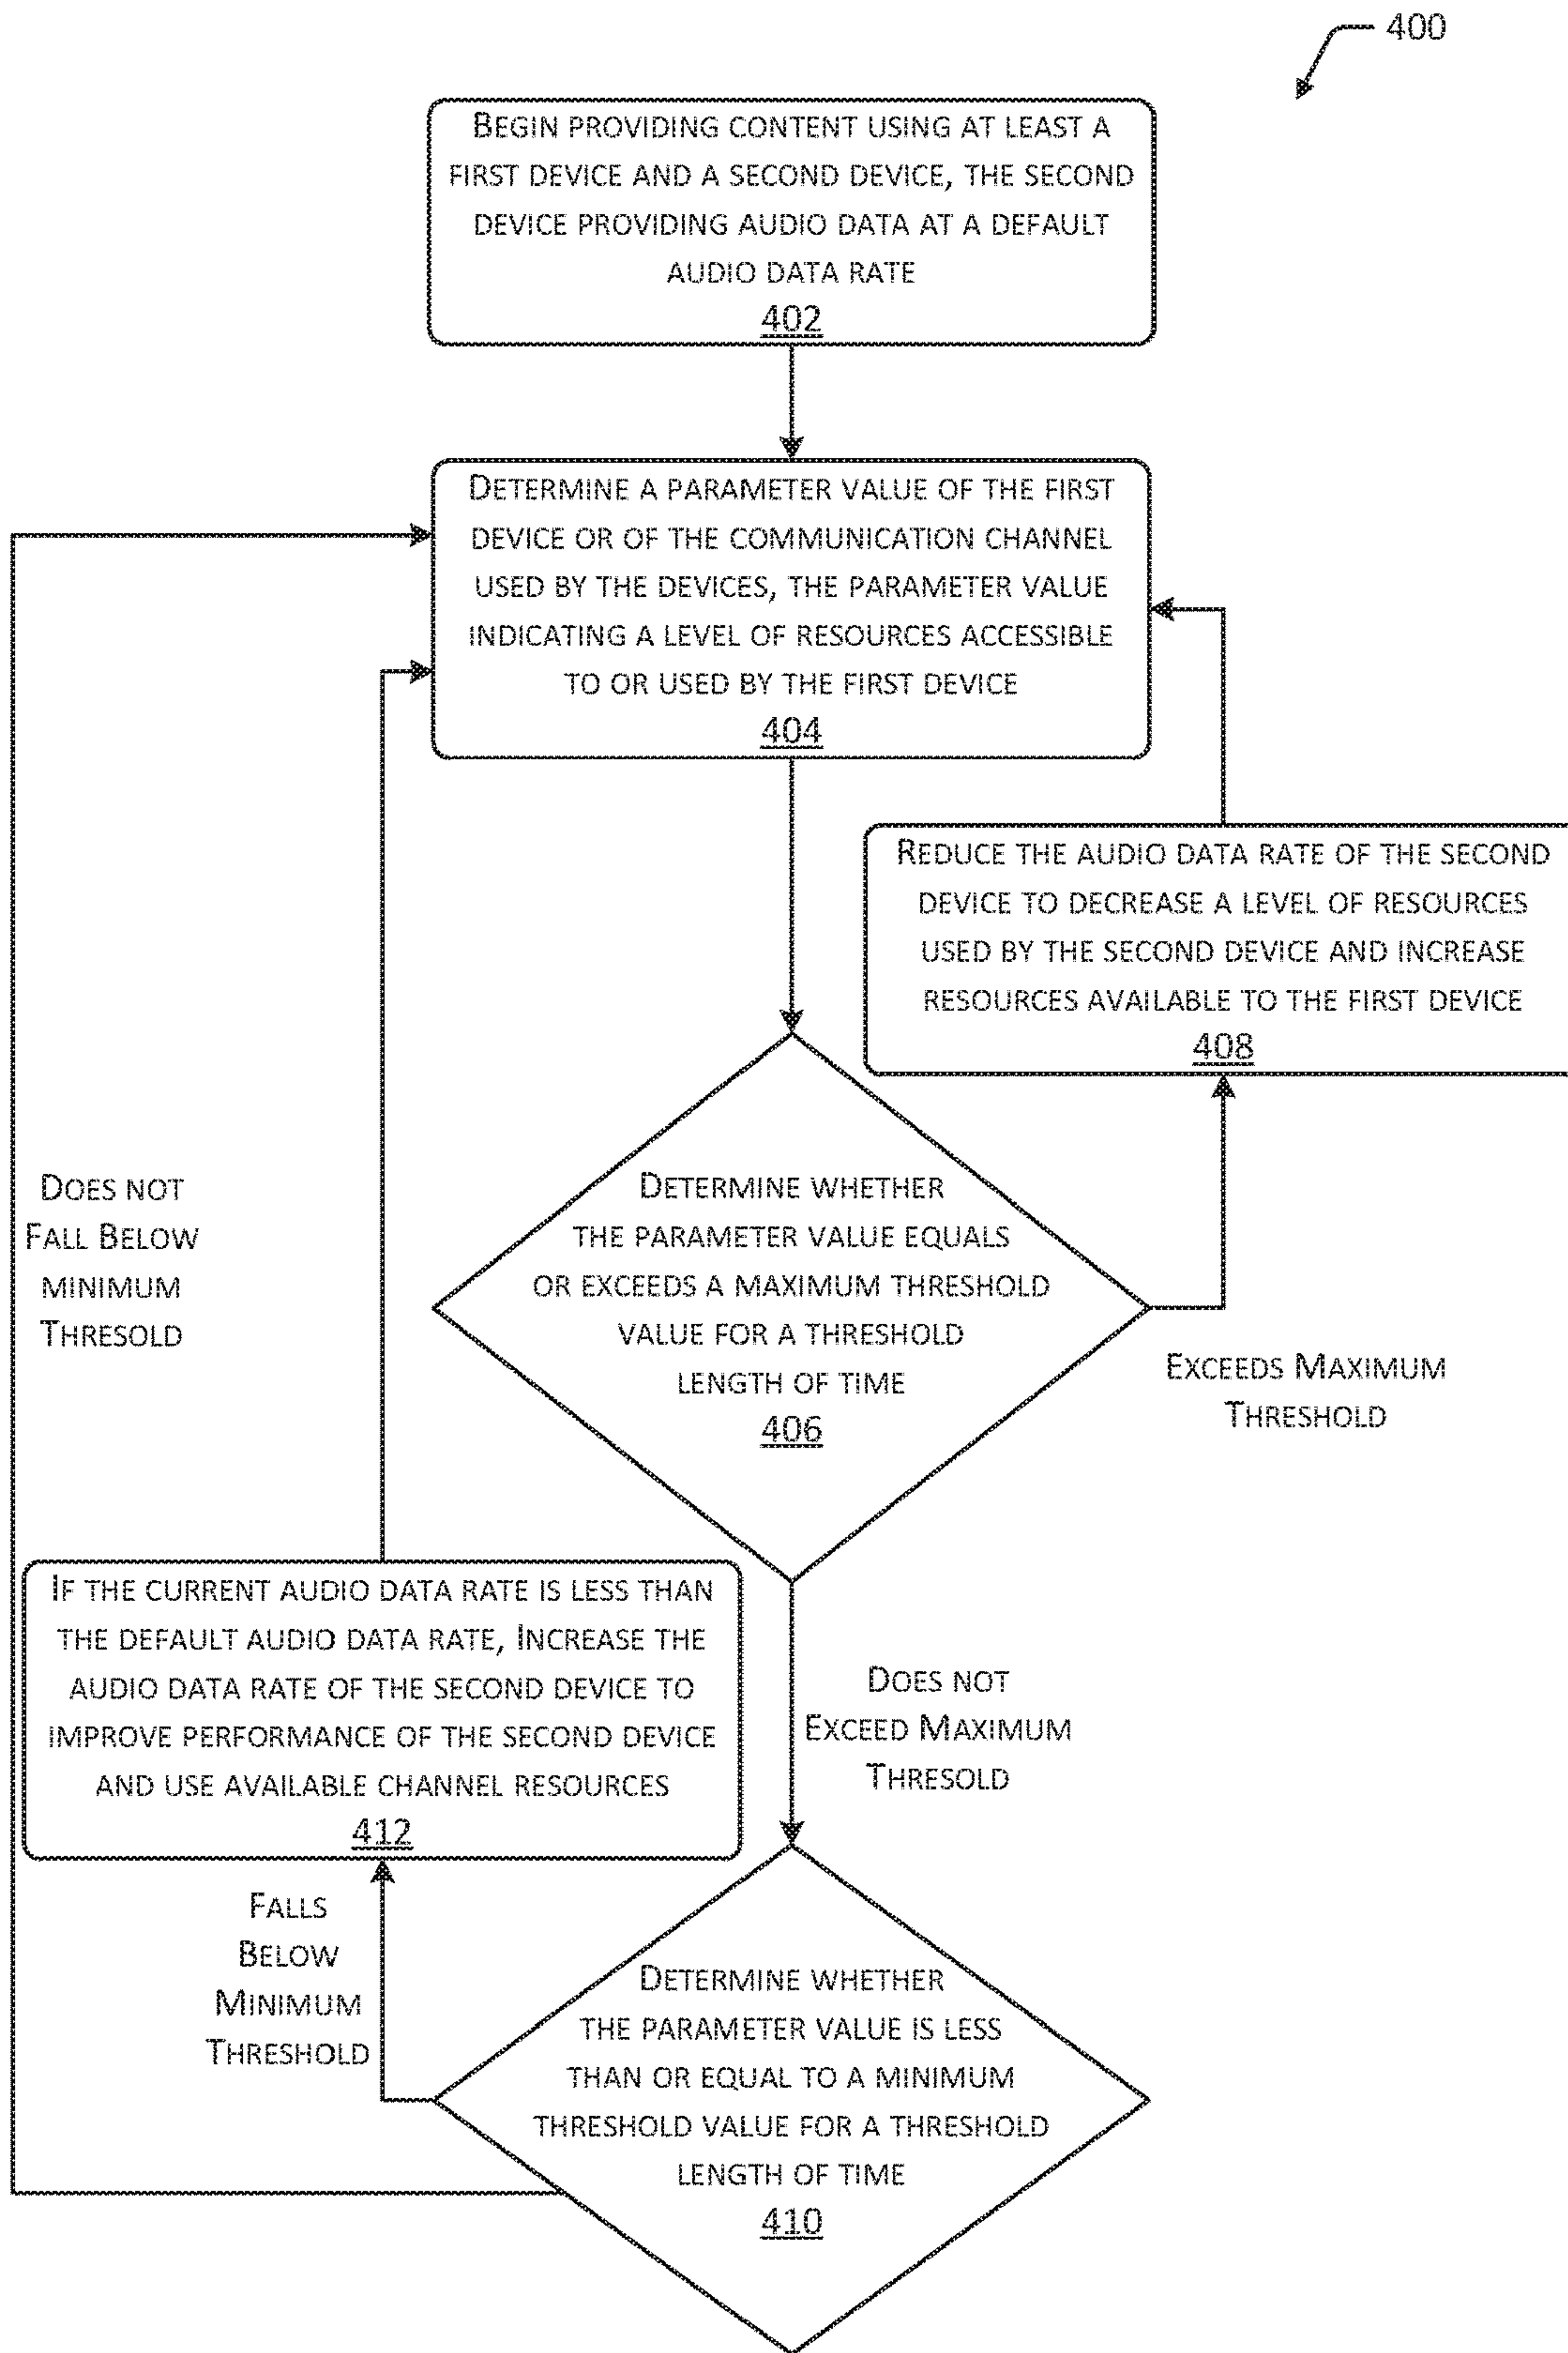 400
BEGIN PROVIDING CONTENT USING AT LEAST A
FIRST DEVICE AND A SECOND DEVICE, THE SECOND
DEVICE PROVIDING AUDIO DATA AT A DEFAULT
AUDIO DATA RATE
402
DETERMINE A PARAMETER VALUE OF THE FIRST
DEVICE OR OF THE COMMUNICATION CHANNEL
USED BY THE DEVICES, THE PARAMETER VALUE
INDICATING A LEVEL OF RESOURCES ACCESSIBLE
TO OR USED BY THE FIRST DEVICE
404
REDUCE THE AUDIO DATA RATE OF THE SECOND
DEVICE TO DECREASE A LEVEL OF RESOURCES
USED BY THE SECOND DEVICE AND INCREASE
RESOURCES AVAILABLE TO THE FIRST DEVICE
408
DOES NOT
FALL BELOW
MINIMUM
THRESOLD
DETERMINE WHETHER
THE PARAMETER VALUE EQUALS
OR EXCEEDS A MAXIMUM THRESHOLD
VALUE FOR A THRESHOLD
LENGTH OF TIME
406
EXCEEDS MAXIMUM
THRESHOLD
IF THE CURRENT AUDIO DATA RATE IS LESS THAN
THE DEFAULT AUDIO DATA RATE, INCREASE THE
AUDIO DATA RATE OF THE SECOND DEVICE TO
IMPROVE PERFORMANCE OF THE SECOND DEVICE
AND USE AVAILABLE CHANNEL RESOURCES
412
DOES NOT
EXCEED MAXIMUM
THRESOLD
FALLS
BELOW
MINIMUM
THRESHOLD
DETERMINE WHETHER
THE PARAMETER VALUE IS LESS
THAN OR EQUAL TO A MINIMUM
THRESHOLD VALUE FOR A THRESHOLD
LENGTH OF TIME
410